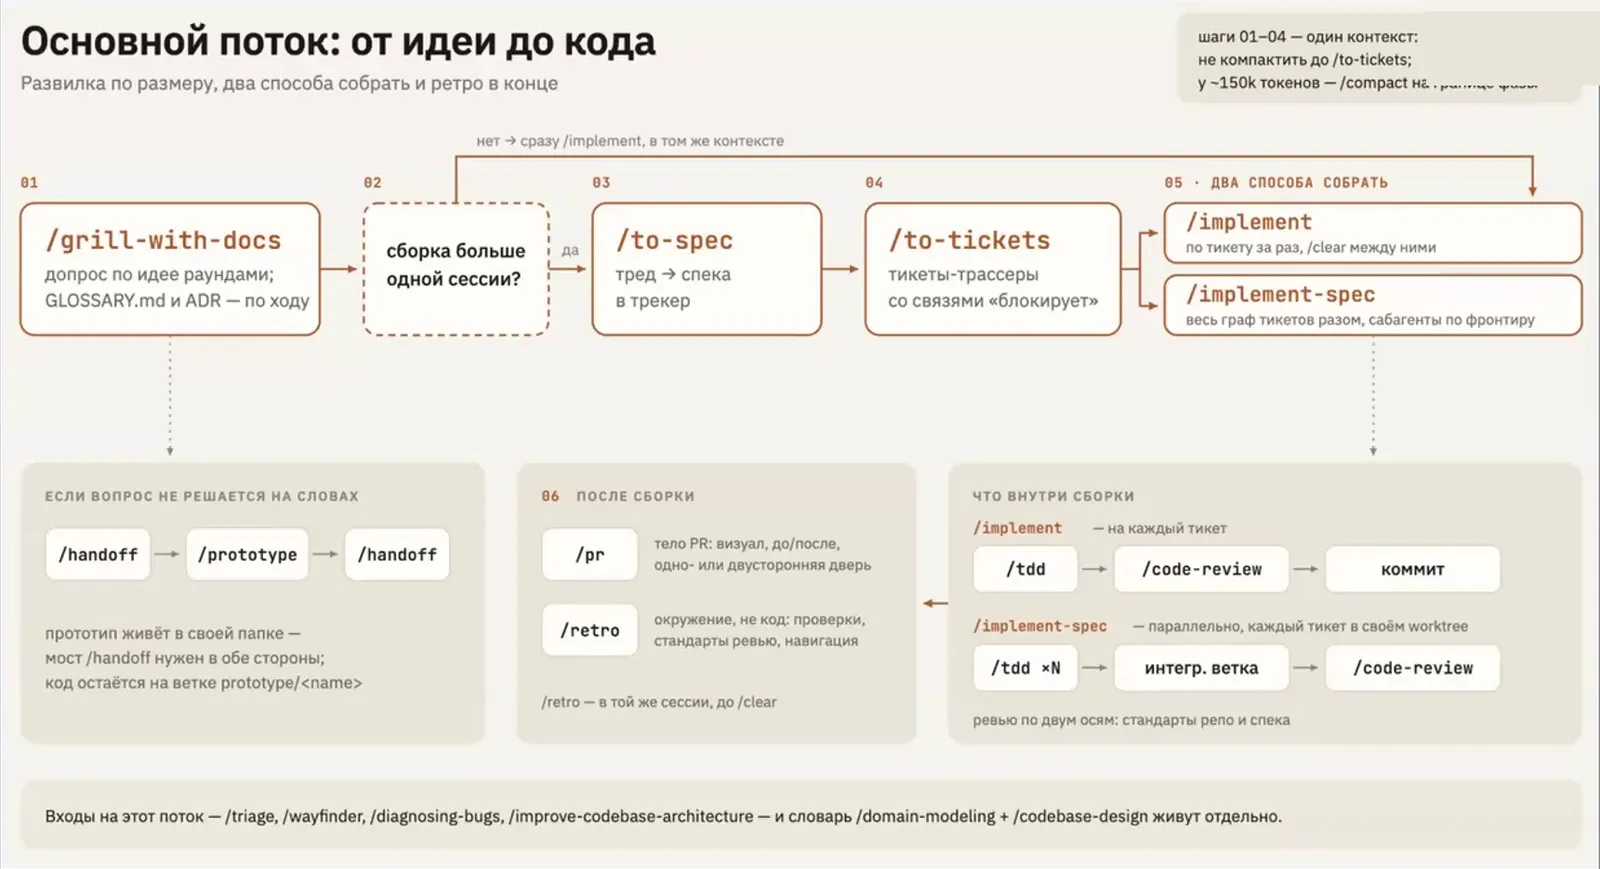 Основной поток: от идеи до кода
Развилка по размеру, два способа собрать и ретро в конце
шаги 01–04 — один контекст:
не компактить до /to-tickets;
у ~150k токенов — /compact на
нет → сразу /implement, в том же контексте
01
/grill-with-docs
допрос по идее раундами;
GLOSSARY.md и ADR — по ходу
02
сборка больше
одной сессии?
да
03
/to-spec
тред → спека
в трекер
04
/to-tickets
тикеты-трассеры
со связями «блокирует»
05 · ДВА СПОСОБА СОБРАТЬ
/implement
по тикету за раз, /clear между ними
/implement-spec
весь граф тикетов разом, сабагенты по фронтиру
ЕСЛИ ВОПРОС НЕ РЕШАЕТСЯ НА СЛОВАХ
/handoff → /prototype → /handoff
прототип живёт в своей папке —
мост /handoff нужен в обе стороны;
код остаётся на ветке prototype/<name>
06 ПОСЛЕ СБОРКИ
/pr
тело PR: визуал, до/после,
одно- или двусторонняя дверь
/retro
окружение, не код: проверки,
стандарты ревью, навигация
/retro — в той же сессии, до /clear
ЧТО ВНУТРИ СБОРКИ
/implement — на каждый тикет
/tdd → /code-review → коммит
/implement-spec — параллельно, каждый тикет в своём worktree
/tdd ×N → интегр. ветка → /code-review
ревью по двум осям: стандарты репо и спека
Входы на этот поток — /triage, /wayfinder, /diagnosing-bugs, /improve-codebase-architecture — и словарь /domain-modeling + /codebase-design живут отдельно.